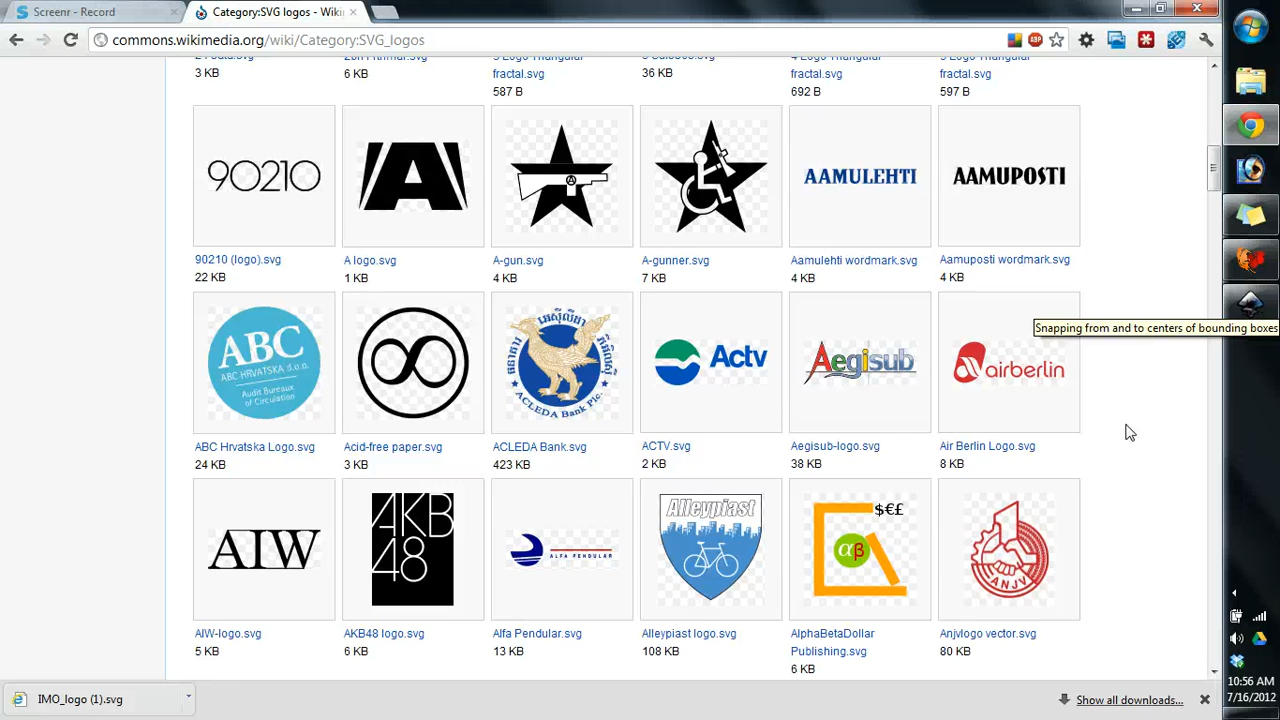 Screenr - Record
Category:SVG logos - Wiki
commons.wikimedia.org/wiki/Category:SVG_logos
fractal.svg
fractal.svg
fractal.svg
3 KB
6 KB
587 B
36 KB
692 B
597 B
90210
A
A
AAMULEHTI
AAMUPOSTI
90210 (logo).svg
A logo.svg
A-gun.svg
A-gunner.svg
Aamulehti wordmark.svg
Aamuposti wordmark.svg
22 KB
1 KB
4 KB
7 KB
4 KB
4 KB
Snapping from and to centers of bounding boxes
ABC
ABC HRVATSKA d.o.o.
Audit Bureaux
of Circulation
ACLEDA Bank Plc.
Actv
Aegisub
airberlin
ABC Hrvatska Logo.svg
Acid-free paper.svg
ACLEDA Bank.svg
ACTV.svg
Aegisub-logo.svg
Air Berlin Logo.svg
24 KB
3 KB
423 KB
2 KB
38 KB
8 KB
AIW
AKB
48
ALFA PENDULAR
Alleypiast
$€£
αβ
ANJV
AIW-logo.svg
AKB48 logo.svg
Alfa Pendular.svg
Alleypiast logo.svg
AlphaBetaDollar
Publishing.svg
Anjvlogo vector.svg
5 KB
6 KB
13 KB
108 KB
6 KB
80 KB
IMO_logo (1).svg
Show all downloads...
10:56 AM
7/16/2012